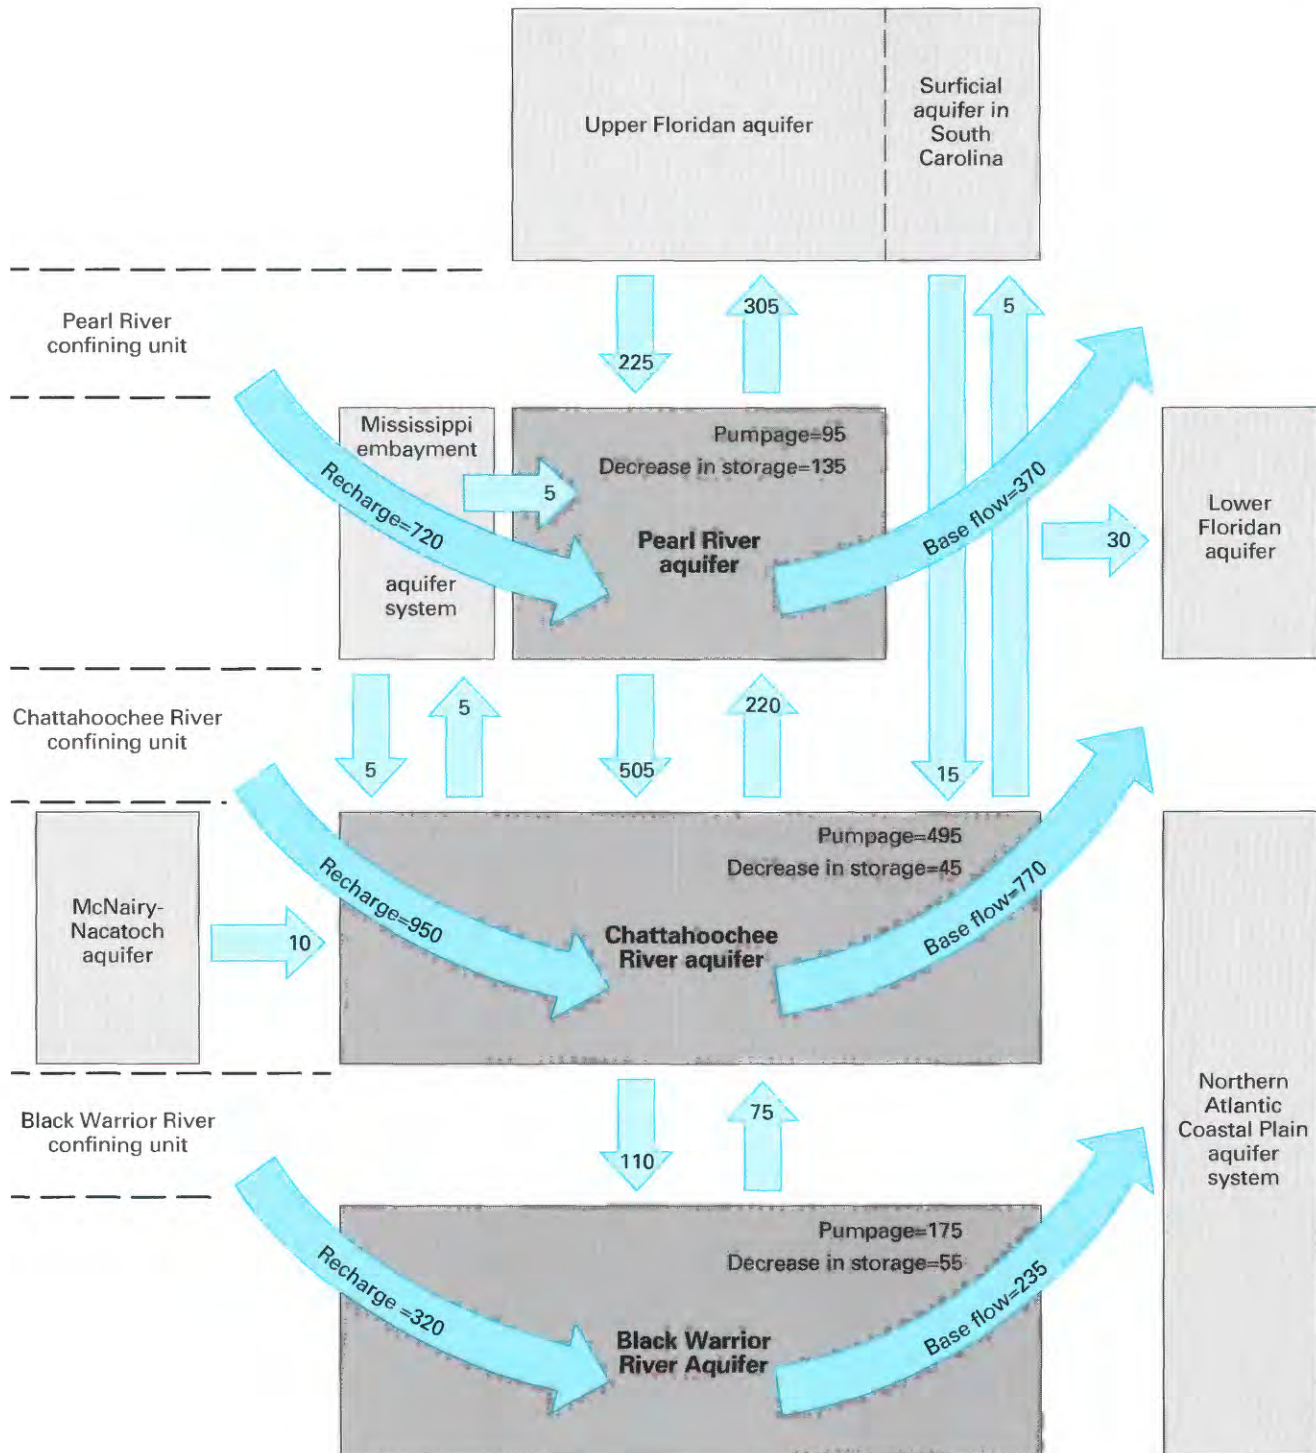 Upper Floridan aquifer
Surficial
aquifer in
South
Carolina
Pearl River
confining unit
225
305
5
Mississippi
embayment
aquifer
system
Recharge=720
5
Pumpage=95
Decrease in storage=135
Pearl River
aquifer
Base flow=370
30
Lower
Floridan
aquifer
Chattahoochee River
confining unit
5
5
505
220
15
McNairy-
Nacatoch
aquifer
10
Recharge=950
Pumpage=495
Decrease in storage=45
Chattahoochee
River aquifer
Base flow=770
Black Warrior River
confining unit
110
75
Northern
Atlantic
Coastal Plain
aquifer
system
Recharge =320
Pumpage=175
Decrease in storage=55
Black Warrior
River Aquifer
Base flow=235